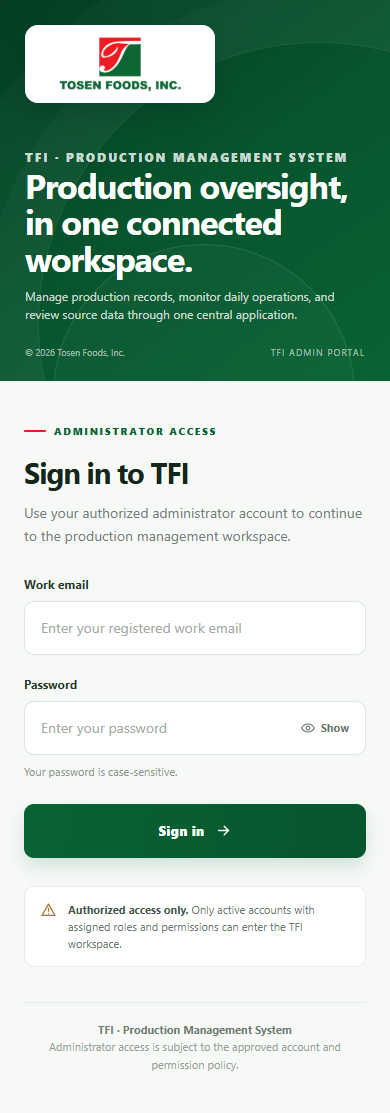 TOSEN FOODS, INC.
TFI · PRODUCTION MANAGEMENT SYSTEM
Production oversight,
in one connected
workspace.
Manage production records, monitor daily operations, and
review source data through one central application.
© 2026 Tosen Foods, Inc.
TFI ADMIN PORTAL
ADMINISTRATOR ACCESS
Sign in to TFI
Use your authorized administrator account to continue
to the production management workspace.
Work email
Enter your registered work email
Password
Enter your password
Show
Your password is case-sensitive.
Sign in →
Authorized access only. Only active accounts with
assigned roles and permissions can enter the TFI
workspace.
TFI · Production Management System
Administrator access is subject to the approved account and
permission policy.